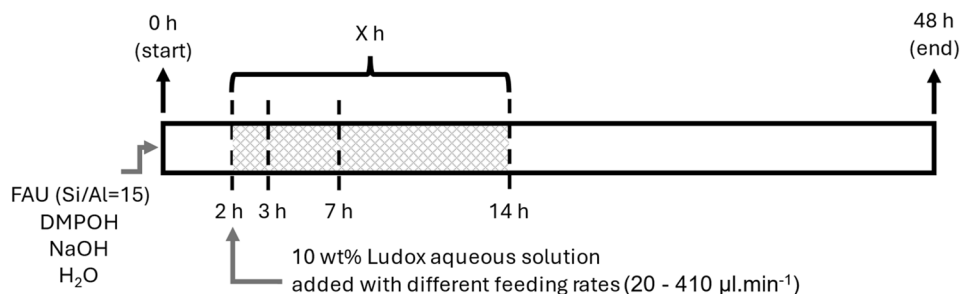 0 h
(start)
X h
48 h
(end)
FAU (Si/Al=15)
DMPOH
NaOH
H₂O
2 h
3 h
7 h
14 h
10 wt% Ludox aqueous solution
added with different feeding rates (20 - 410 µl.min⁻¹)